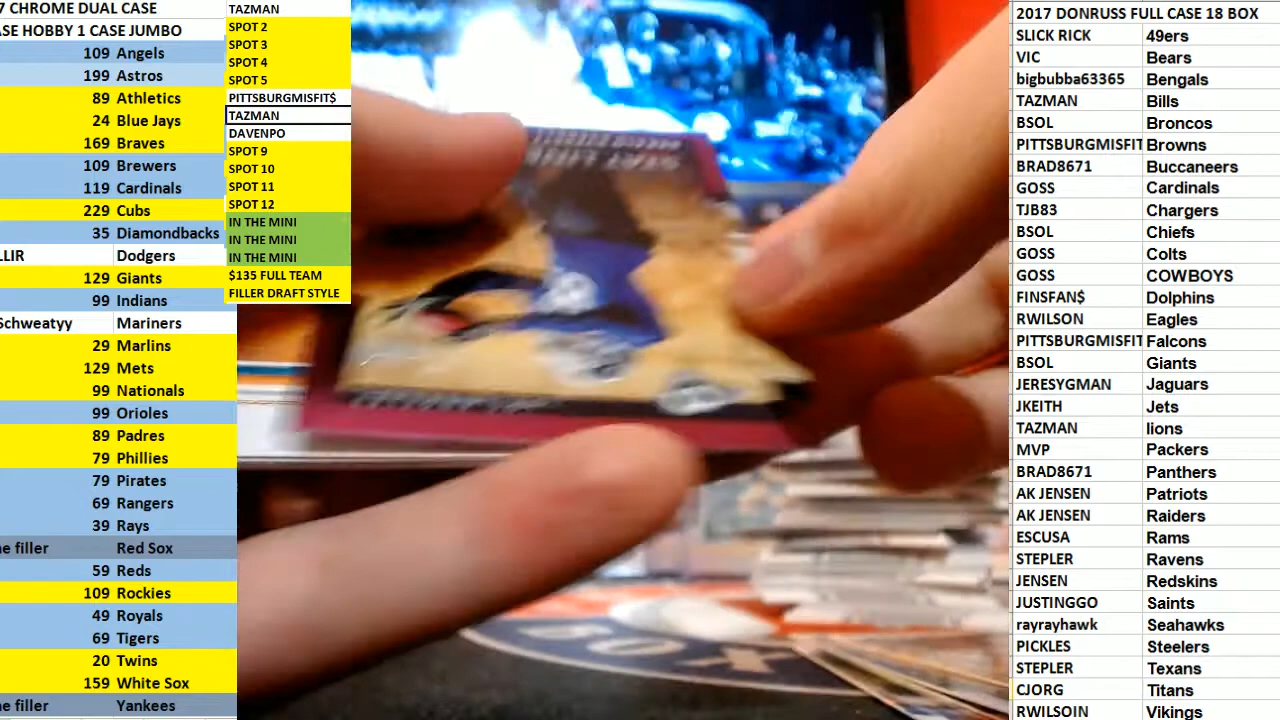 7 CHROME DUAL CASE
ASE HOBBY 1 CASE JUMBO
109 Angels
199 Astros
89 Athletics
24 Blue Jays
169 Braves
109 Brewers
119 Cardinals
229 Cubs
35 Diamondbacks
LLIR Dodgers
129 Giants
99 Indians
Schweatyy Mariners
29 Marlins
129 Mets
99 Nationals
99 Orioles
89 Padres
79 Phillies
79 Pirates
69 Rangers
39 Rays
ne filler Red Sox
59 Reds
109 Rockies
49 Royals
69 Tigers
20 Twins
159 White Sox
ne filler Yankees
TAZMAN
SPOT 2
SPOT 3
SPOT 4
SPOT 5
PITTSBURGMISFIT$
TAZMAN
DAVENPO
SPOT 9
SPOT 10
SPOT 11
SPOT 12
IN THE MINI
IN THE MINI
IN THE MINI
$135 FULL TEAM
FILLER DRAFT STYLE
BOX
2017 DONRUSS FULL CASE 18 BOX
SLICK RICK 49ers
VIC Bears
bigbubba63365 Bengals
TAZMAN Bills
BSOL Broncos
PITTSBURGMISFIT Browns
BRAD8671 Buccaneers
GOSS Cardinals
TJB83 Chargers
BSOL Chiefs
GOSS Colts
GOSS COWBOYS
FINSFAN$ Dolphins
RWILSON Eagles
PITTSBURGMISFIT Falcons
BSOL Giants
JERESYGMAN Jaguars
JKEITH Jets
TAZMAN lions
MVP Packers
BRAD8671 Panthers
AK JENSEN Patriots
AK JENSEN Raiders
ESCUSA Rams
STEPLER Ravens
JENSEN Redskins
JUSTINGGO Saints
rayrayhawk Seahawks
PICKLES Steelers
STEPLER Texans
CJORG Titans
RWILSOIN Vikings